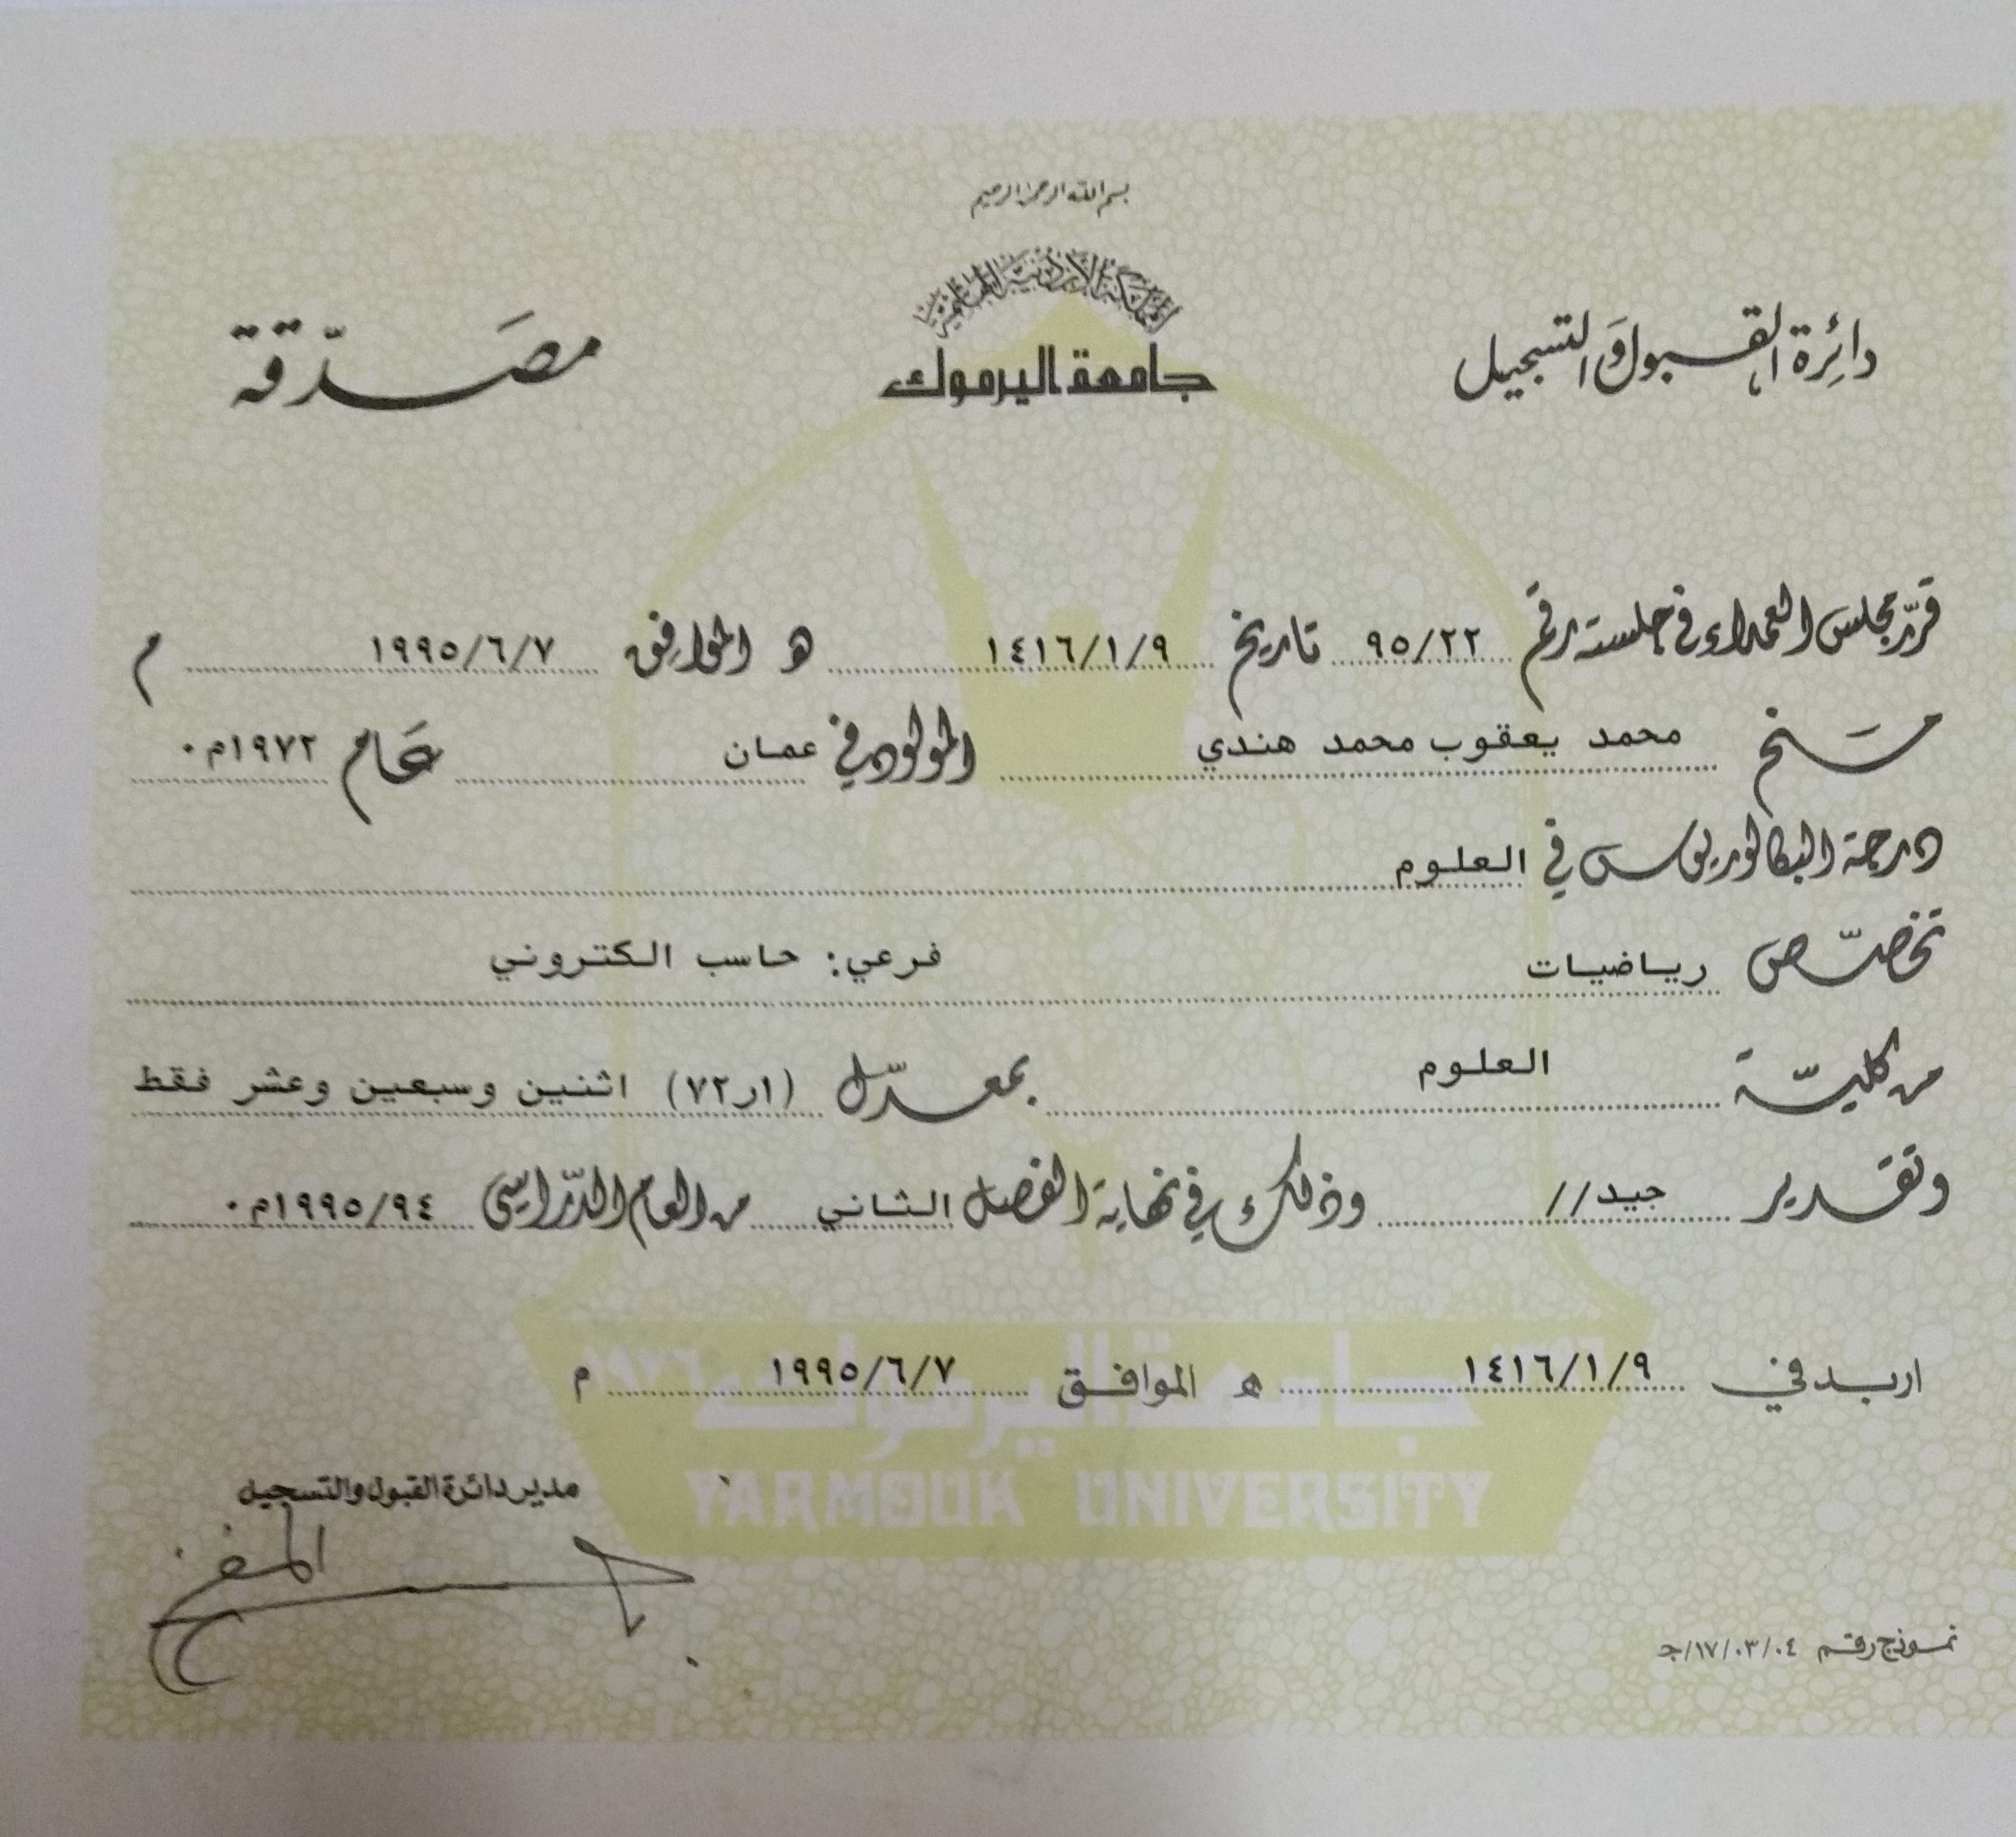 بسم الله الرحمن الرحيم
المملكة الأردنية الهاشمية
دائرة القبول والتسجيل جامعة اليرموك مصدقة
قرر مجلس العمداء في جلسته رقم ٩٥/٢٢ تاريخ ١٤١٦/١/٩ هـ الموافق ١٩٩٥/٦/٧ م
منح محمد يعقوب محمد هندي المولود في عمان عام ١٩٧٢م٠
درجة البكالوريوس في العلوم
تخصص رياضيات فرعي: حاسب الكتروني
من كلية العلوم بمعدل (٧٢ر١) اثنين وسبعين وعشر فقط
وتقدير جيد// وذلك في نهاية الفصل الثاني من العام الدراسي ١٩٩٥/٩٤م٠
اربد في ١٤١٦/١/٩ هـ الموافق ١٩٩٥/٦/٧ م
جامعة اليرموك ١٩٧٦
YARMOUK UNIVERSITY
مدير دائرة القبول والتسجيل
نموذج رقم ١٧/٠٣/٠٤/ج